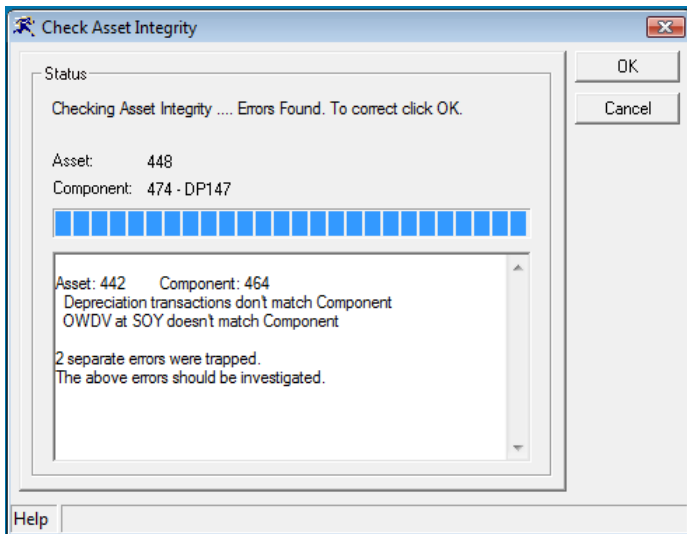 Check Asset Integrity
Status
Checking Asset Integrity .... Errors Found. To correct click OK.
OK
Cancel
Asset: 448
Component: 474 - DP147
Asset: 442 Component: 464
Depreciation transactions don't match Component
OWDV at SOY doesn't match Component
2 separate errors were trapped.
The above errors should be investigated.
Help